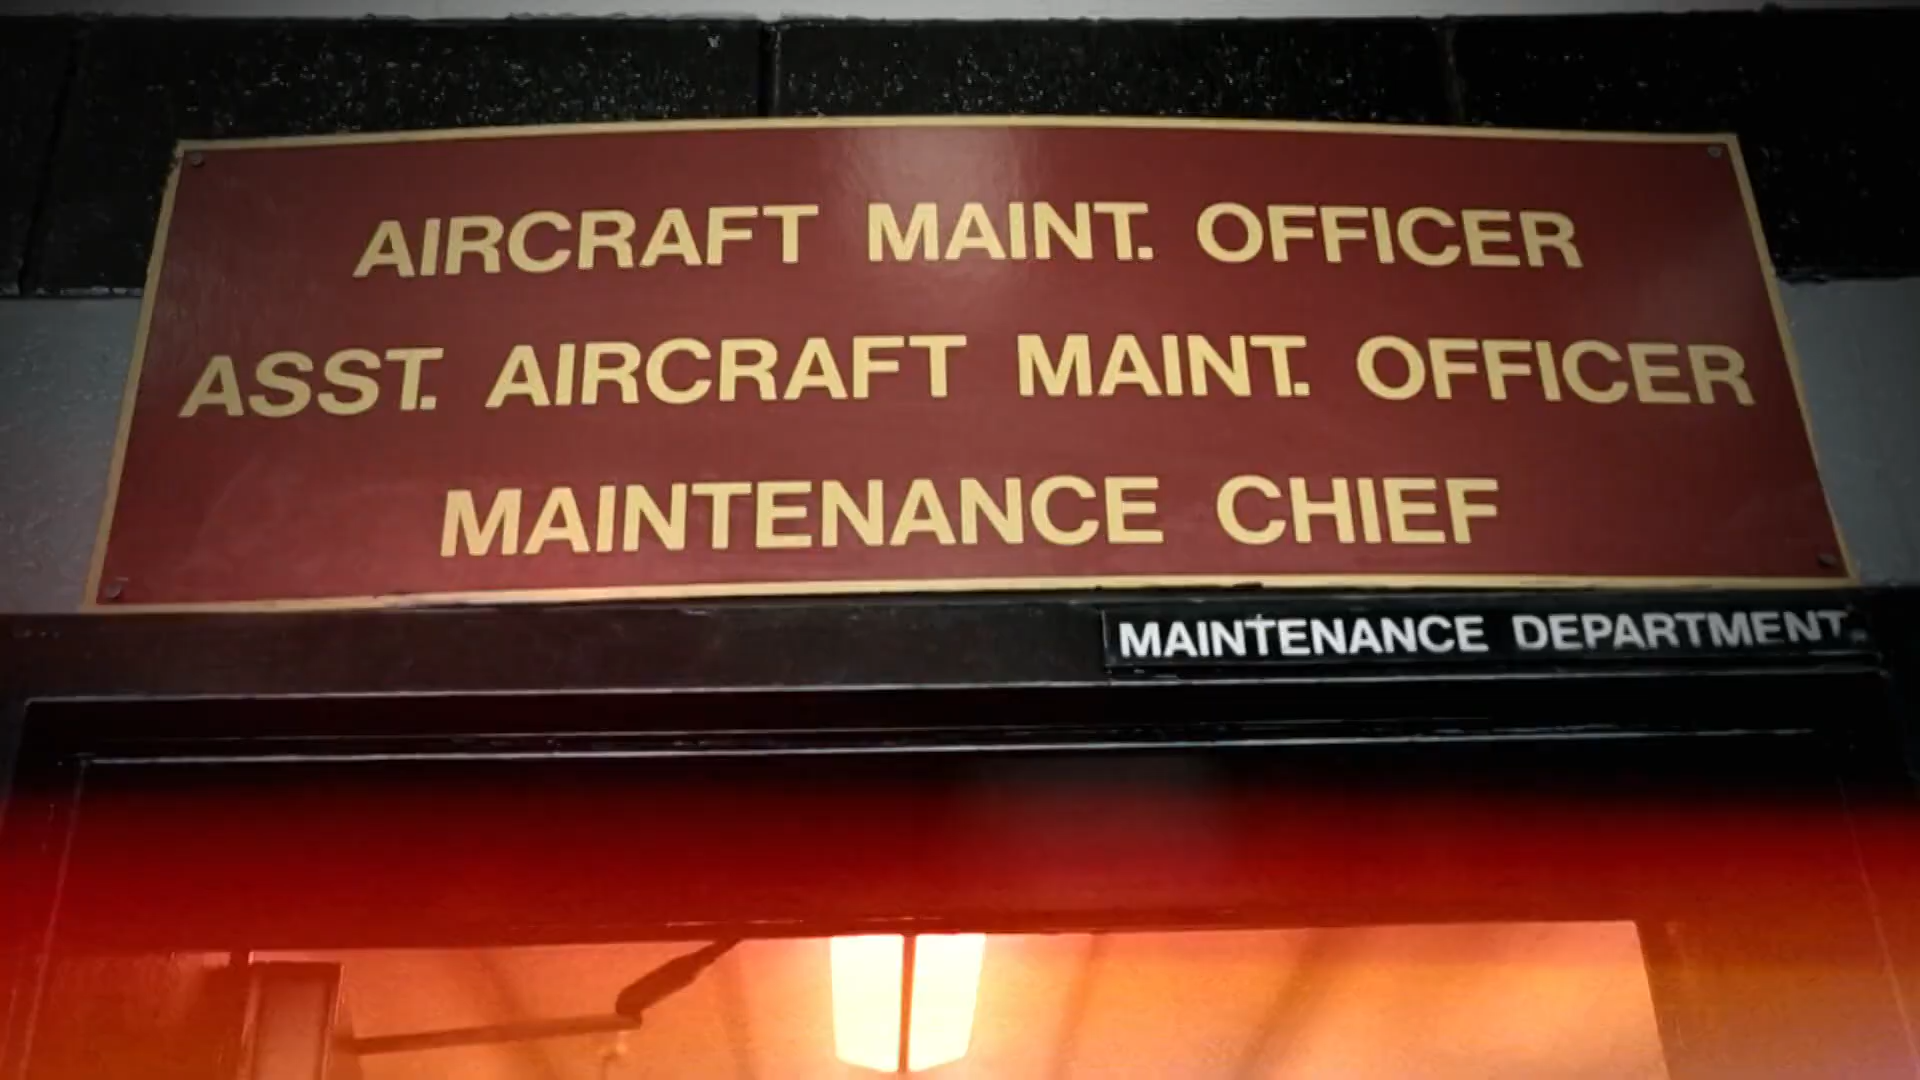 AIRCRAFT MAINT. OFFICER
ASST. AIRCRAFT MAINT. OFFICER
MAINTENANCE CHIEF
MAINTENANCE DEPARTMENT